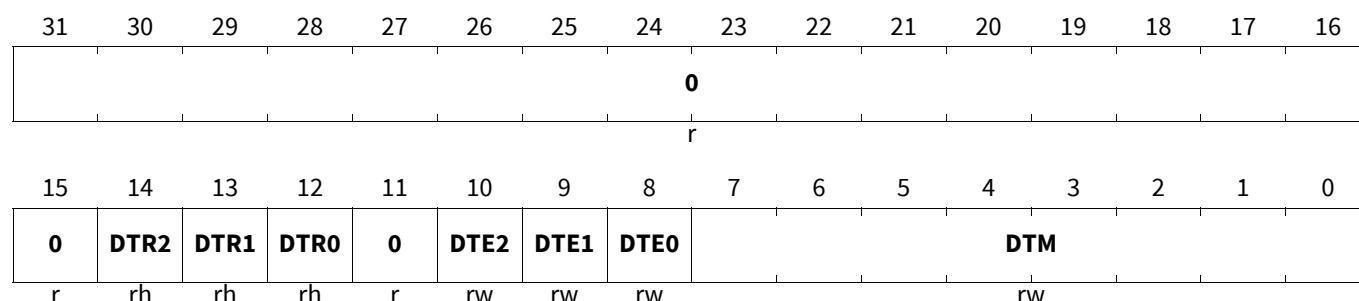 31 30 29 28 27 26 25 24 23 22 21 20 19 18 17 16
0
r
15 14 13 12 11 10 9 8 7 6 5 4 3 2 1 0
0 DTR2 DTR1 DTR0 0 DTE2 DTE1 DTE0 DTM
r rh rh rh r rw rw rw rw